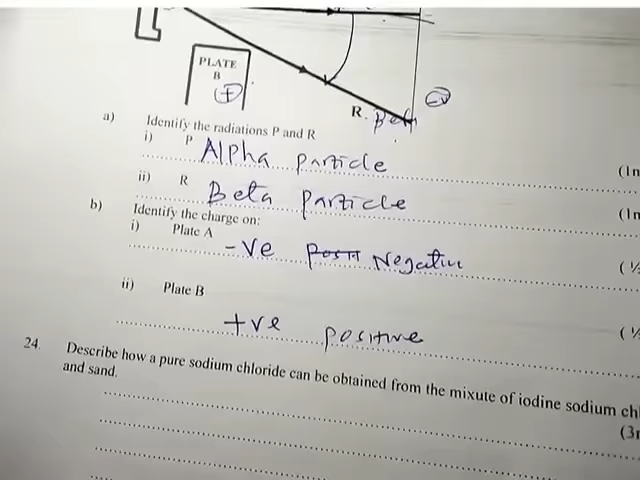 PLATE
B
+
-ve
R. Beta
a) Identify the radiations P and R
i) P Alpha particle
(1m
ii) R Beta particle
(1m
b) Identify the charge on:
i) Plate A
-ve Negative
(½
ii) Plate B
+ve positive
(½
24. Describe how a pure sodium chloride can be obtained from the mixute of iodine sodium chl
and sand.
(3m